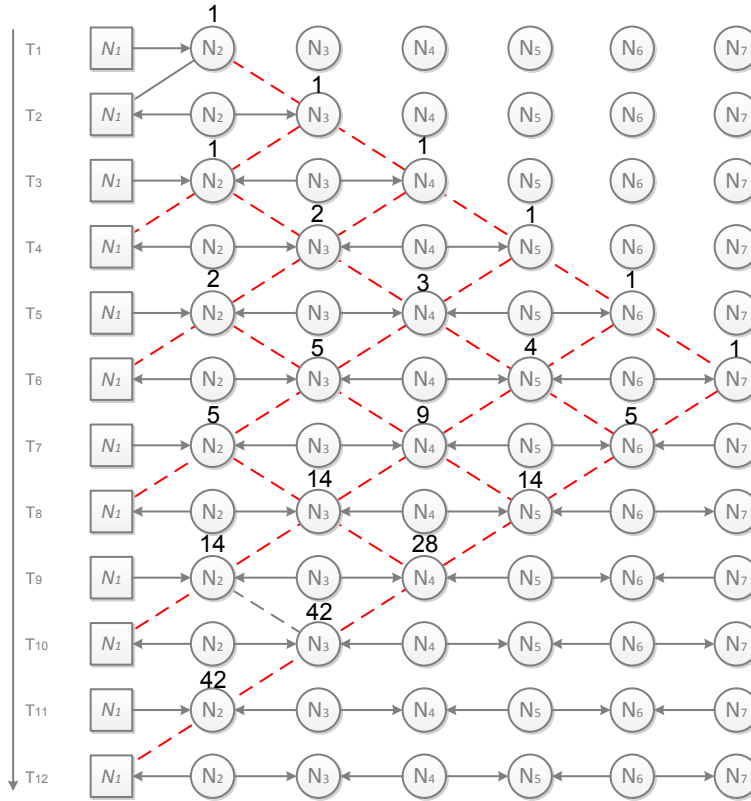 1
T1 N1 N2 N3 N4 N5 N6 N7
1
T2 N1 N2 N3 N4 N5 N6 N7
1 1
T3 N1 N2 N3 N4 N5 N6 N7
2 1
T4 N1 N2 N3 N4 N5 N6 N7
2 3 1
T5 N1 N2 N3 N4 N5 N6 N7
5 4 1
T6 N1 N2 N3 N4 N5 N6 N7
5 9 5
T7 N1 N2 N3 N4 N5 N6 N7
14 14
T8 N1 N2 N3 N4 N5 N6 N7
14 28
T9 N1 N2 N3 N4 N5 N6 N7
42
T10 N1 N2 N3 N4 N5 N6 N7
42
T11 N1 N2 N3 N4 N5 N6 N7
T12 N1 N2 N3 N4 N5 N6 N7